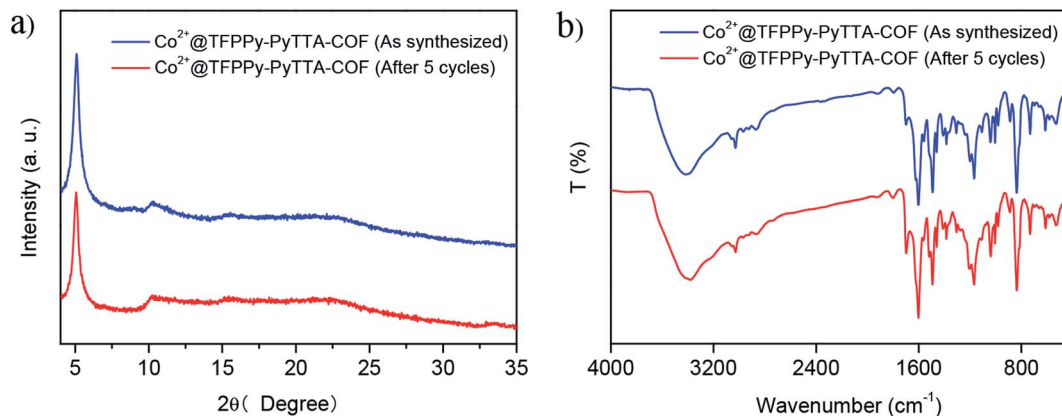 a)
Co²⁺@TFPPy-PyTTA-COF (As synthesized)
Co²⁺@TFPPy-PyTTA-COF (After 5 cycles)
Intensity (a. u.)
5 10 15 20 25 30 35
2θ( Degree)
b)
Co²⁺@TFPPy-PyTTA-COF (As synthesized)
Co²⁺@TFPPy-PyTTA-COF (After 5 cycles)
T (%)
4000 3200 2400 1600 800
Wavenumber (cm⁻¹)